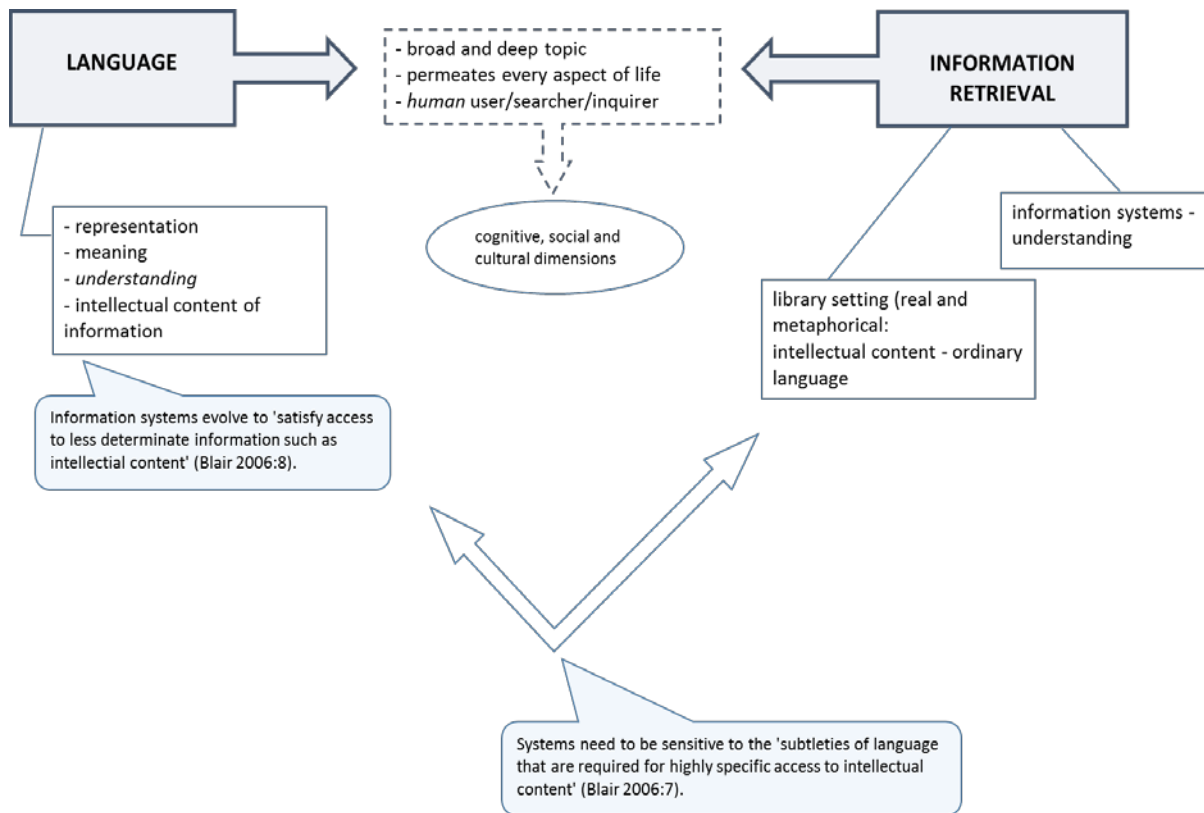 LANGUAGE
- broad and deep topic
- permeates every aspect of life
- human user/searcher/inquirer
INFORMATION
RETRIEVAL
- representation
- meaning
- understanding
- intellectual content of
information
cognitive, social and
cultural dimensions
information systems -
understanding
library setting (real and
metaphorical:
intellectual content - ordinary
language
Information systems evolve to 'satisfy access
to less determinate information such as
intellectial content' (Blair 2006:8).
Systems need to be sensitive to the 'subtleties of language
that are required for highly specific access to intellectual
content' (Blair 2006:7).